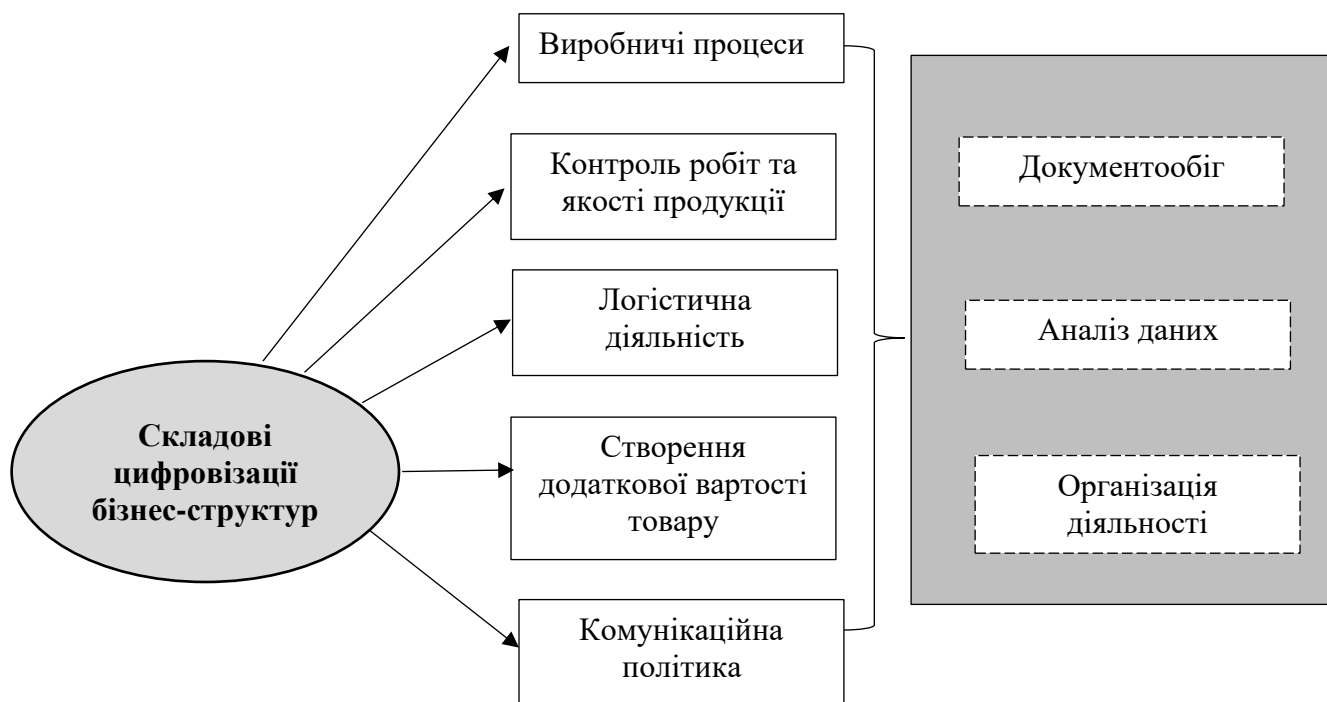 Складові
цифровізації
бізнес-структур
Виробничі процеси
Контроль робіт та
якості продукції
Логістична
діяльність
Створення
додаткової вартості
товару
Комунікаційна
політика
Документообіг
Аналіз даних
Організація
діяльності